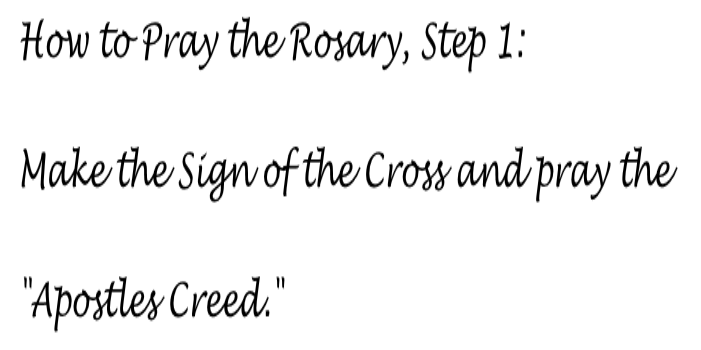 How to Pray the Rosary, Step 1:
Make the Sign of the Cross and pray the
"Apostles Creed."